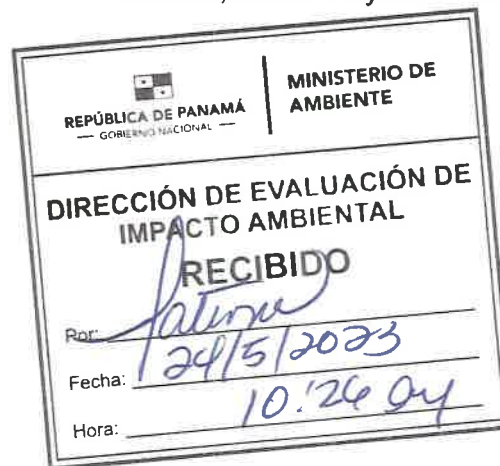 REPÚBLICA DE PANAMÁ
— GOBIERNO NACIONAL —
MINISTERIO DE
AMBIENTE
DIRECCIÓN DE EVALUACIÓN DE
IMPACTO AMBIENTAL
RECIBIDO
Por:
Fecha: 24/5/2023
Hora: 10:26 am